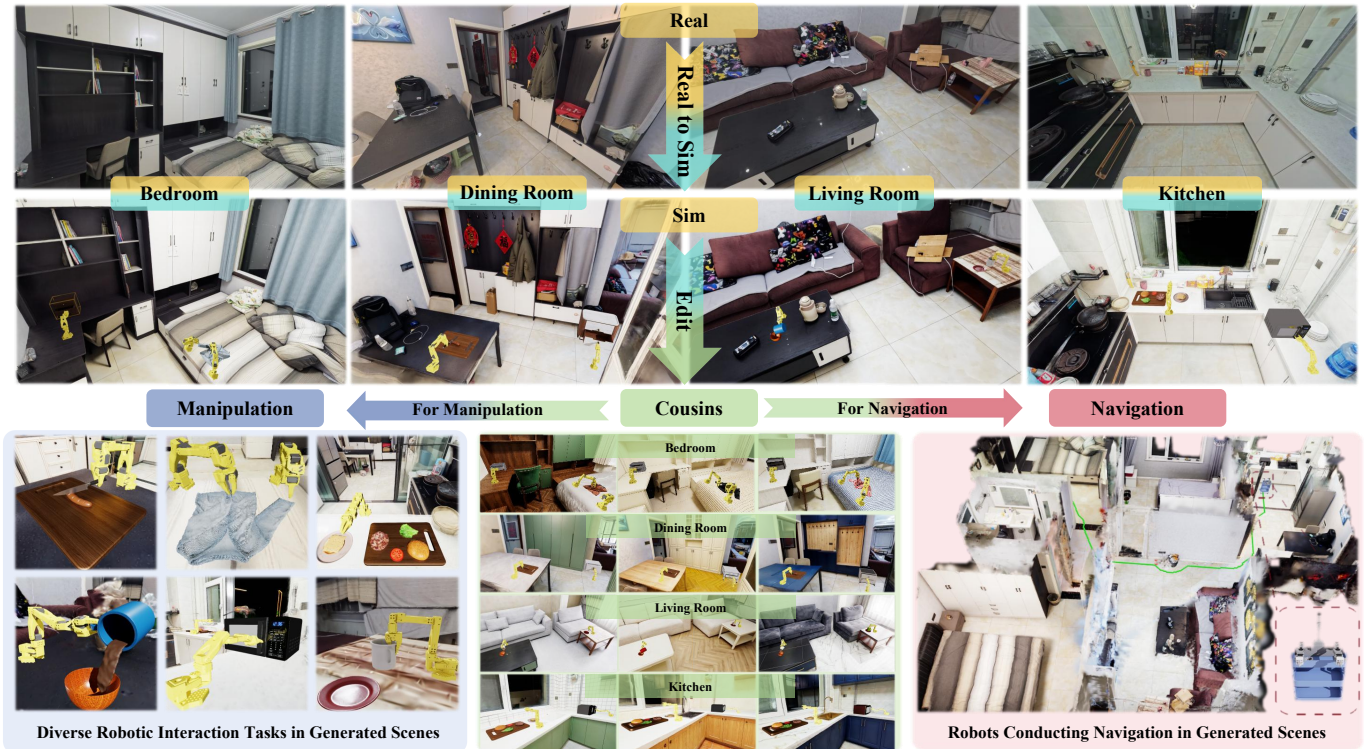 Real
Real to Sim
Bedroom
Dining Room
Living Room
Kitchen
Sim
Edit
Manipulation
For Manipulation
Cousins
For Navigation
Navigation
Bedroom
Dining Room
Living Room
Kitchen
Diverse Robotic Interaction Tasks in Generated Scenes
Robots Conducting Navigation in Generated Scenes